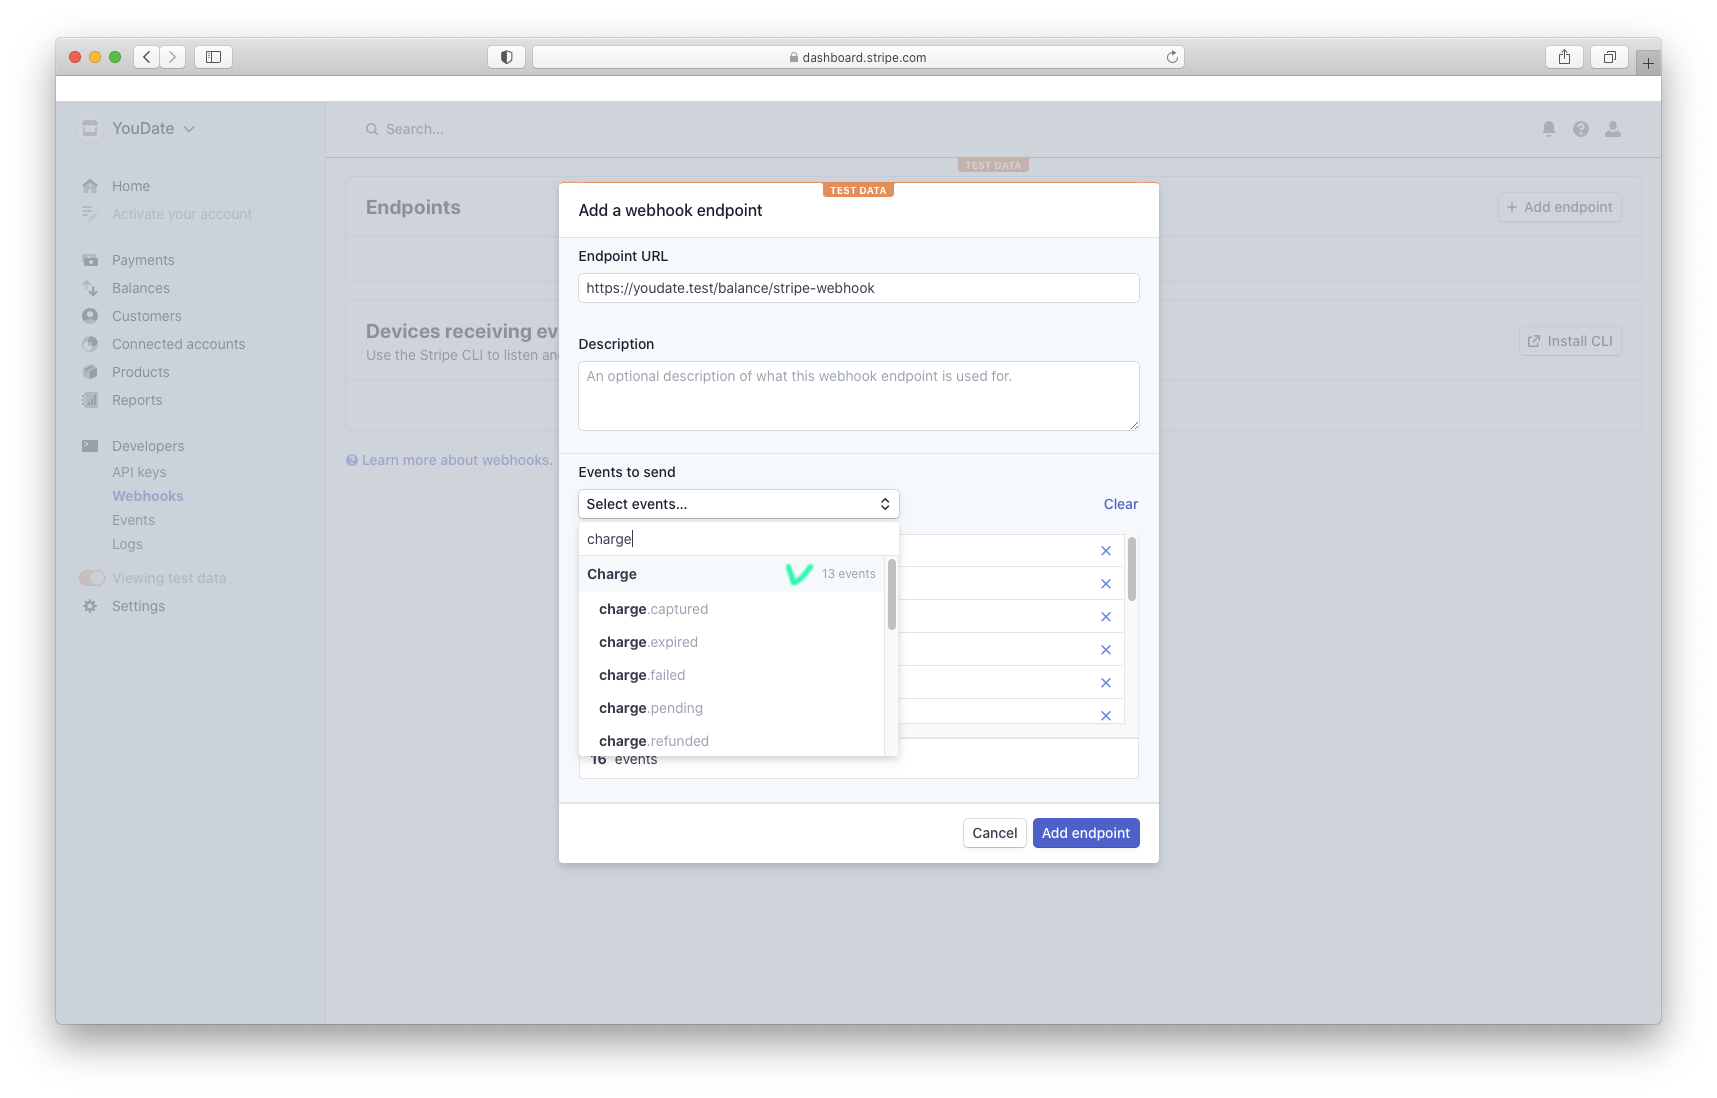 dashboard.stripe.com
YouDate
Search...
TEST DATA
Home
Activate your account
Payments
Balances
Customers
Connected accounts
Products
Reports
Developers
API keys
Webhooks
Events
Logs
Viewing test data
Settings
Endpoints
+ Add endpoint
Devices receiving ev
Use the Stripe CLI to listen an
Install CLI
Learn more about webhooks.
TEST DATA
Add a webhook endpoint
Endpoint URL
https://youdate.test/balance/stripe-webhook
Description
An optional description of what this webhook endpoint is used for.
Events to send
Select events...
Clear
charge
Charge 13 events
charge.captured
charge.expired
charge.failed
charge.pending
charge.refunded
16 events
Cancel
Add endpoint